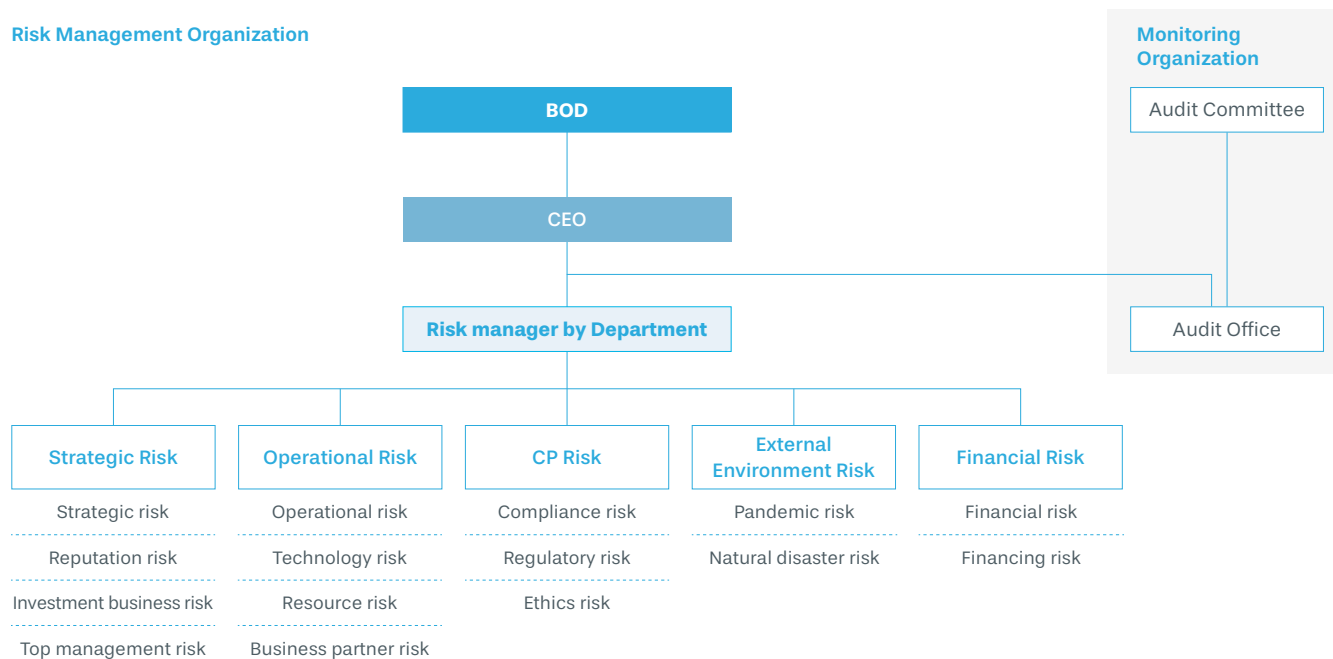 Risk Management Organization
Monitoring
Organization
BOD
Audit Committee
CEO
Risk manager by Department
Audit Office
Strategic Risk
Operational Risk
CP Risk
External
Environment Risk
Financial Risk
Strategic risk
Reputation risk
Investment business risk
Top management risk
Operational risk
Technology risk
Resource risk
Business partner risk
Compliance risk
Regulatory risk
Ethics risk
Pandemic risk
Natural disaster risk
Financial risk
Financing risk